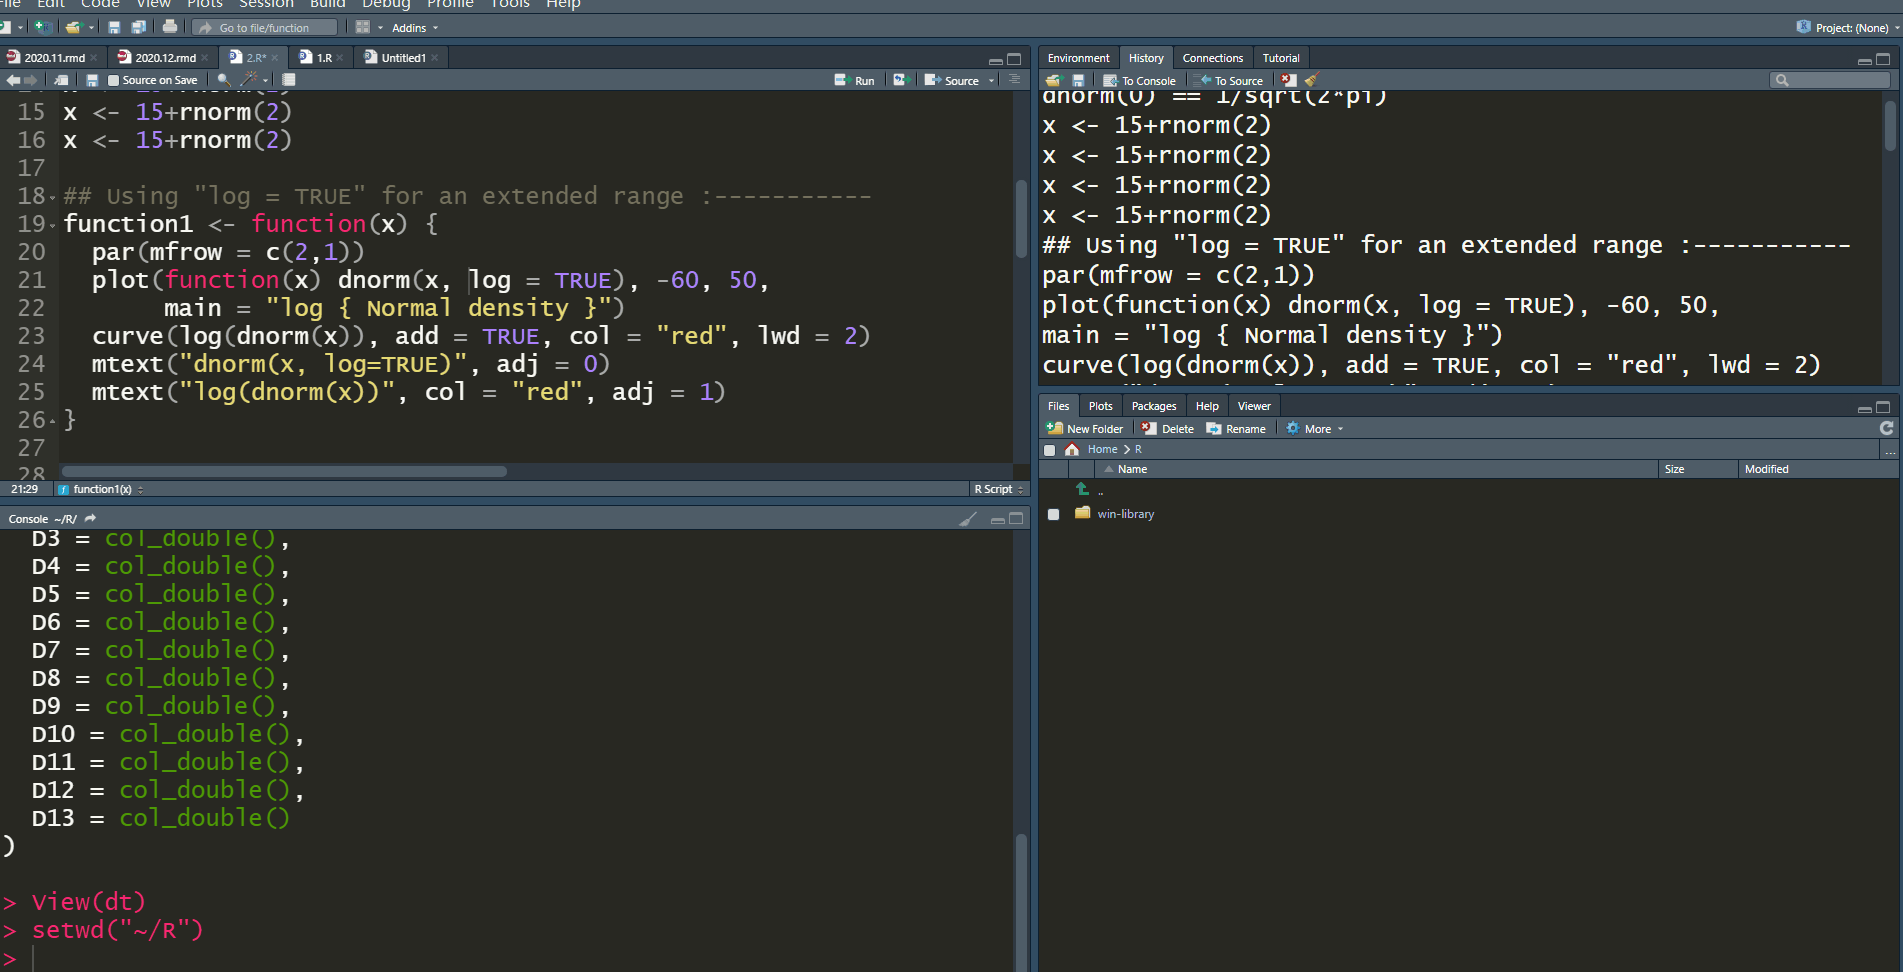 File Edit Code View Plots Session Build Debug Profile Tools Help
Go to file/function Addins Project: (None)
2020.11.rmd 2020.12.rmd 2.R* 1.R Untitled1
Source on Save Run Source
15 x <- 15+rnorm(2)
16 x <- 15+rnorm(2)
17
18 ## Using "log = TRUE" for an extended range :-----------
19 function1 <- function(x) {
20 par(mfrow = c(2,1))
21 plot(function(x) dnorm(x, log = TRUE), -60, 50,
22 main = "log { Normal density }")
23 curve(log(dnorm(x)), add = TRUE, col = "red", lwd = 2)
24 mtext("dnorm(x, log=TRUE)", adj = 0)
25 mtext("log(dnorm(x))", col = "red", adj = 1)
26 }
27
28
21:29 function1(x) R Script
Console ~/R/
D3 = col_double(),
D4 = col_double(),
D5 = col_double(),
D6 = col_double(),
D7 = col_double(),
D8 = col_double(),
D9 = col_double(),
D10 = col_double(),
D11 = col_double(),
D12 = col_double(),
D13 = col_double()
)
> View(dt)
> setwd("~/R")
>
Environment History Connections Tutorial
To Console To Source
dnorm(0) == 1/sqrt(2*pi)
x <- 15+rnorm(2)
x <- 15+rnorm(2)
x <- 15+rnorm(2)
x <- 15+rnorm(2)
## Using "log = TRUE" for an extended range :-----------
par(mfrow = c(2,1))
plot(function(x) dnorm(x, log = TRUE), -60, 50,
main = "log { Normal density }")
curve(log(dnorm(x)), add = TRUE, col = "red", lwd = 2)
Files Plots Packages Help Viewer
New Folder Delete Rename More
Home R ...
Name Size Modified
..
win-library